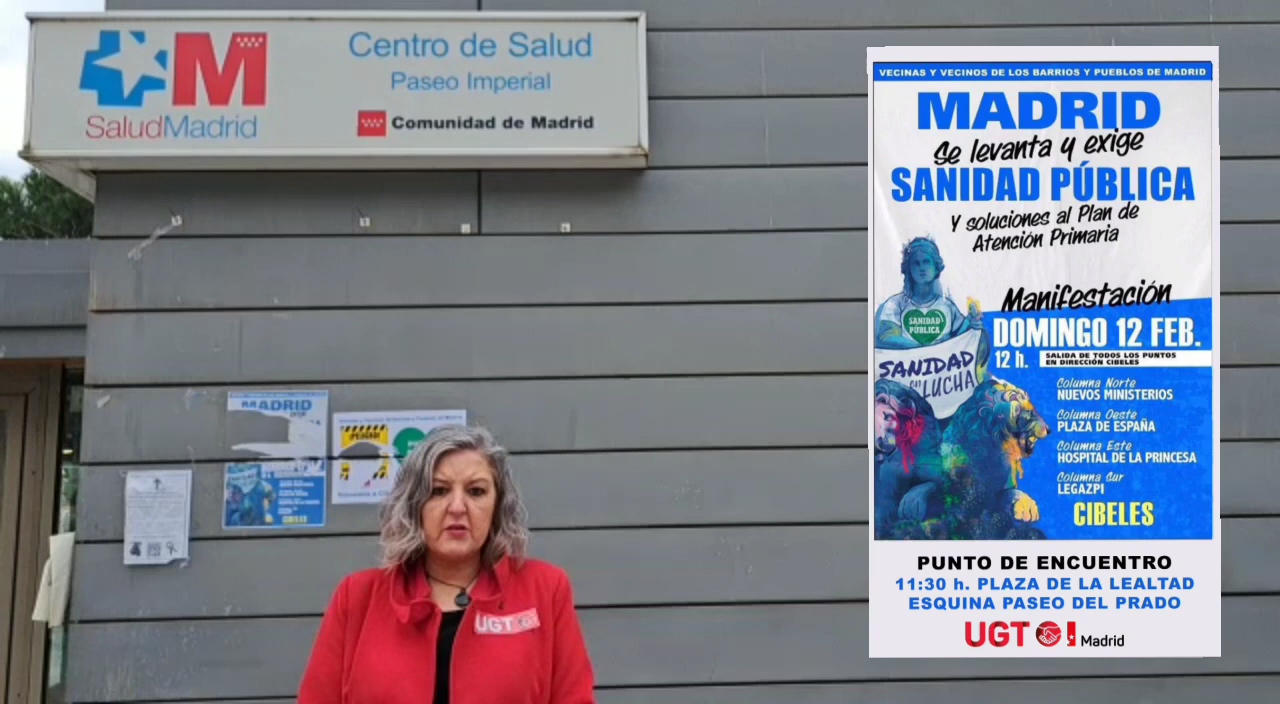 SaludMadrid
Centro de Salud
Paseo Imperial
Comunidad de Madrid
VECINAS Y VECINOS DE LOS BARRIOS Y PUEBLOS DE MADRID
MADRID
Se levanta y exige
SANIDAD PÚBLICA
Y soluciones al Plan de
Atención Primaria
Manifestación
SANIDAD
PÚBLICA
DOMINGO 12 FEB.
12 h.
SALIDA DE TODOS LOS PUNTOS
EN DIRECCIÓN CIBELES
SANIDAD
en LUCHA
Columna Norte
NUEVOS MINISTERIOS
Columna Oeste
PLAZA DE ESPAÑA
Columna Este
HOSPITAL DE LA PRINCESA
Columna Sur
LEGAZPI
CIBELES
PUNTO DE ENCUENTRO
11:30 h. PLAZA DE LA LEALTAD
ESQUINA PASEO DEL PRADO
UGT Madrid
MADRID
CIBELES
¡PELIGRO!
UGT